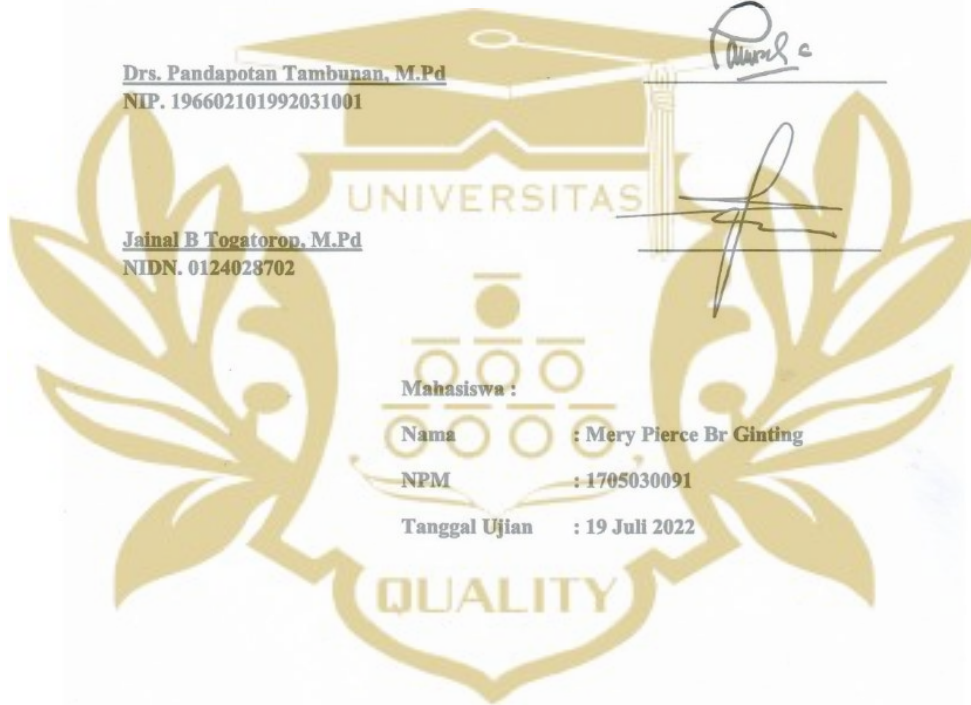 Drs. Pandapotan Tambunan, M.Pd
NIP. 196602101992031001
UNIVERSITAS
Jainal B Togatorop, M.Pd
NIDN. 0124028702
Mahasiswa :
Nama : Mery Pierce Br Ginting
NPM : 1705030091
Tanggal Ujian : 19 Juli 2022
QUALITY